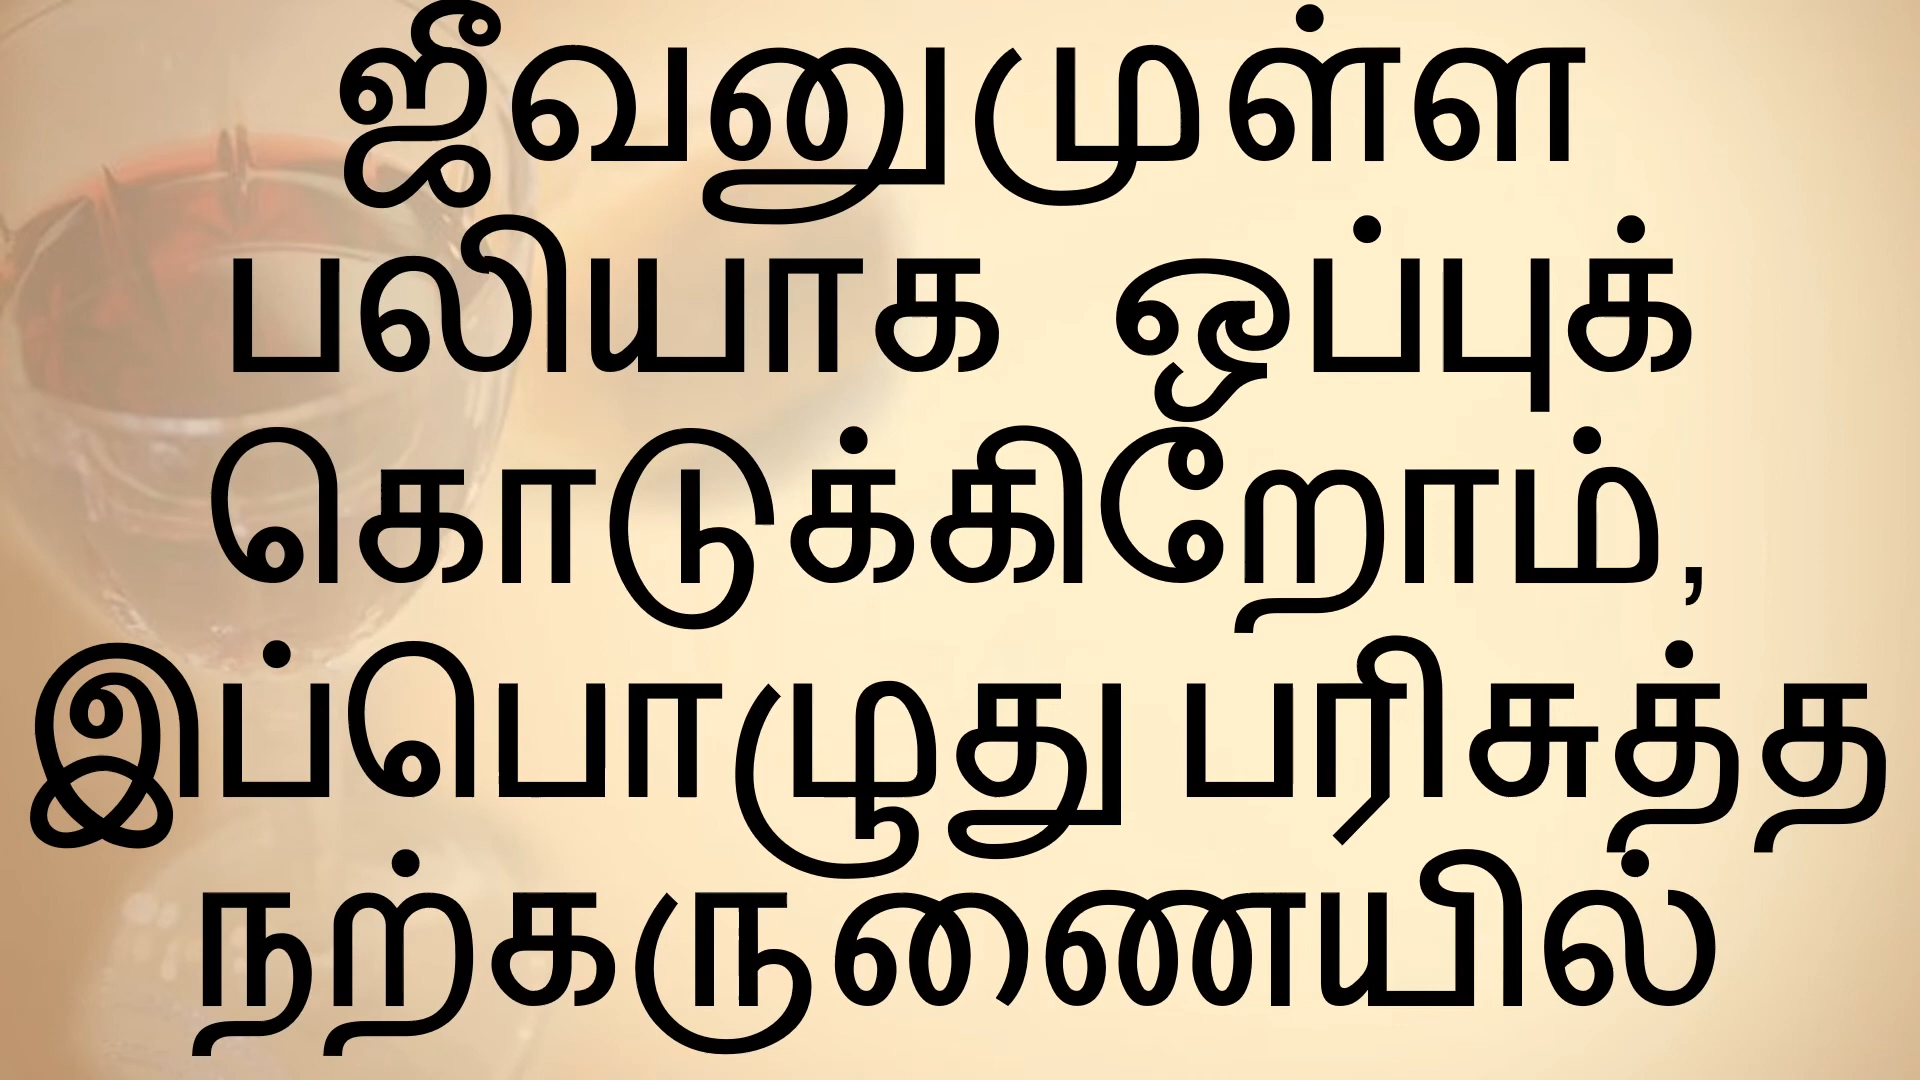 ஜீவனுமுள்ள
பலியாக ஒப்புக்
கொடுக்கிறோம்,
இப்பொழுது பரிசுத்த
நற்கருணையில்